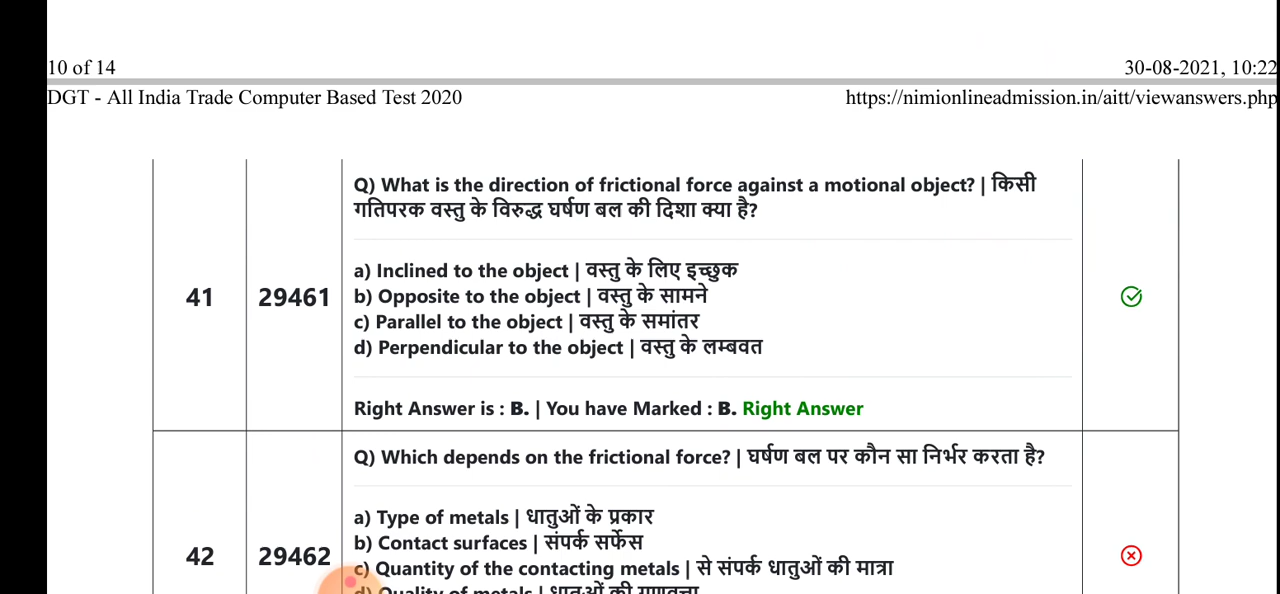 10 of 14
30-08-2021, 10:22
DGT - All India Trade Computer Based Test 2020
https://nimionlineadmission.in/aitt/viewanswers.php
Q) What is the direction of frictional force against a motional object? | किसी
गतिपरक वस्तु के विरुद्ध घर्षण बल की दिशा क्या है?
a) Inclined to the object | वस्तु के लिए इच्छुक
41
29461
b) Opposite to the object | वस्तु के सामने
c) Parallel to the object | वस्तु के समांतर
d) Perpendicular to the object | वस्तु के लम्बवत
Right Answer is : B. | You have Marked : B. Right Answer
Q) Which depends on the frictional force? | घर्षण बल पर कौन सा निर्भर करता है?
a) Type of metals | धातुओं के प्रकार
b) Contact surfaces | संपर्क सर्फेस
42
29462
c) Quantity of the contacting metals | से संपर्क धातुओं की मात्रा
d) Quality of metals | धातुओं की गुणवत्ता